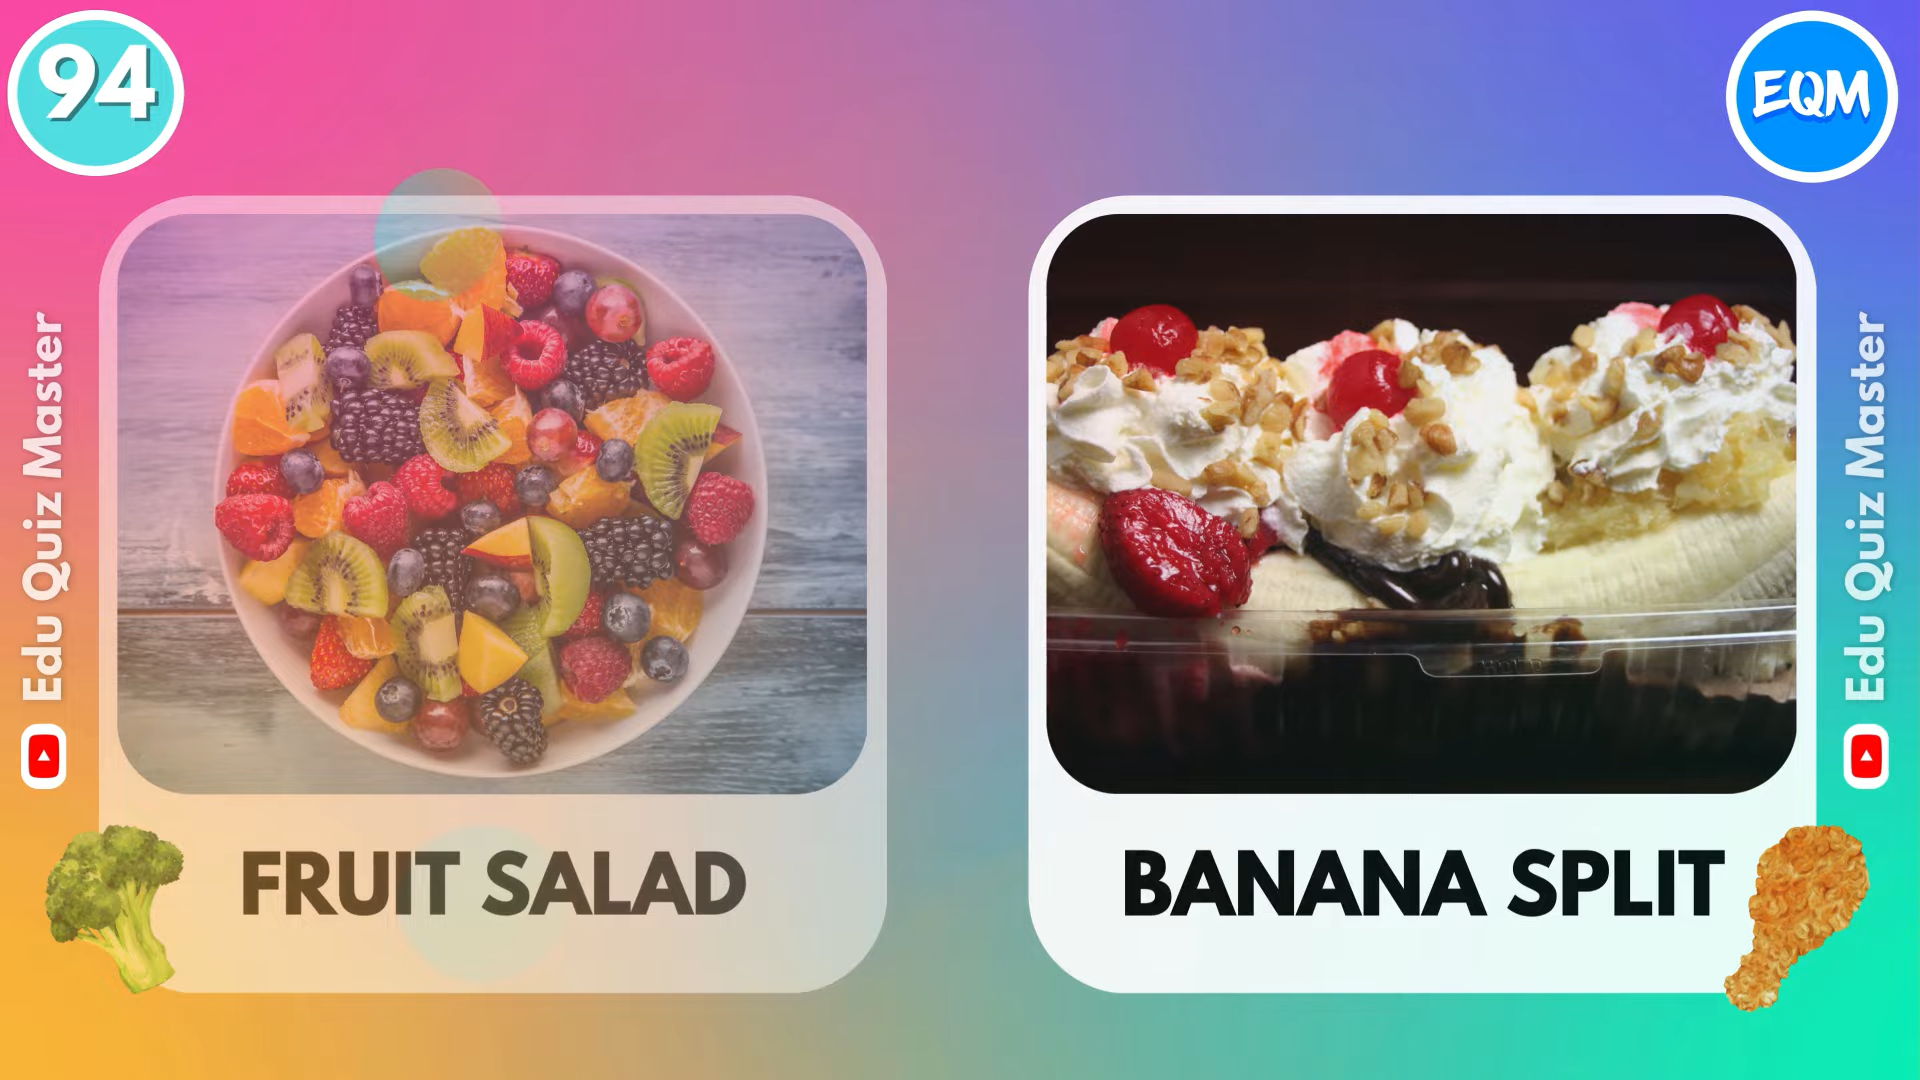 94
EQM
Edu Quiz Master
Edu Quiz Master
FRUIT SALAD
BANANA SPLIT